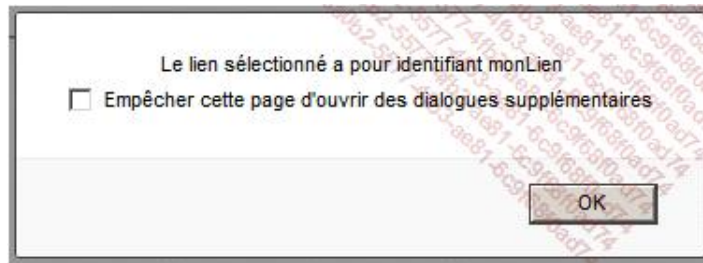 Le lien sélectionné a pour identifiant monLien
Empêcher cette page d'ouvrir des dialogues supplémentaires
OK